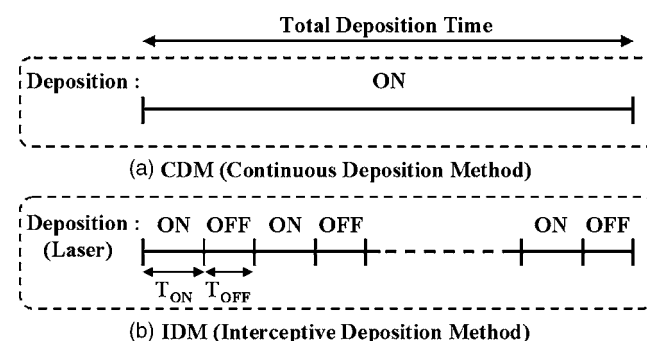 Total Deposition Time
Deposition : ON
(a) CDM (Continuous Deposition Method)
Deposition : ON OFF ON OFF ON OFF
(Laser)
TON TOFF
(b) IDM (Interceptive Deposition Method)